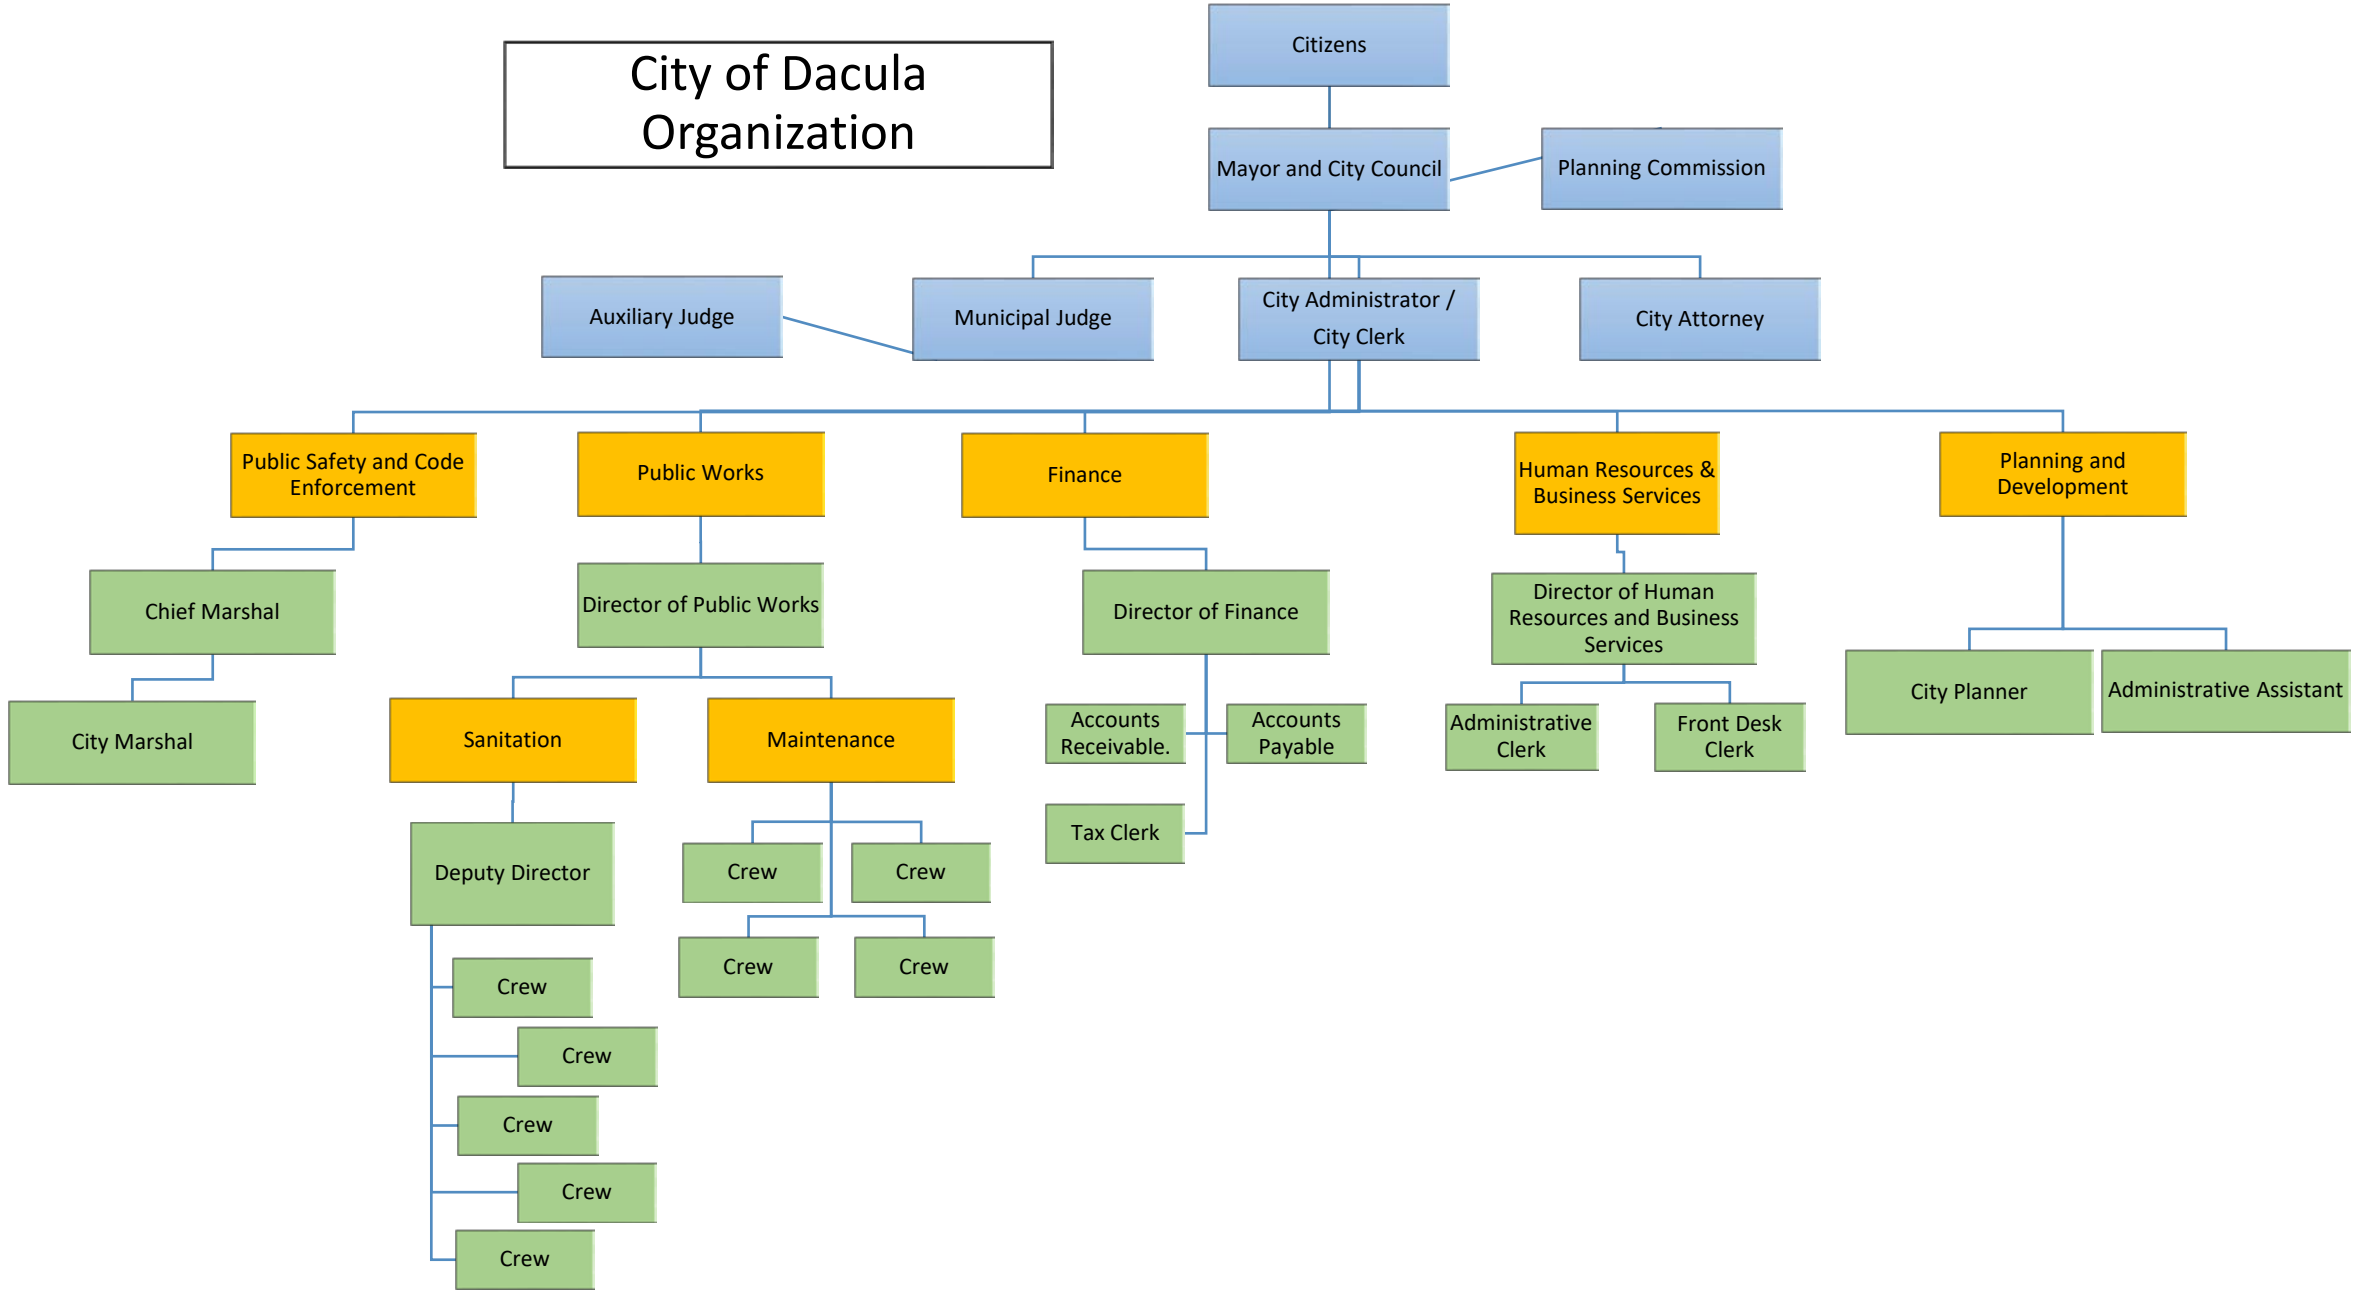 City of Dacula
Organization
Citizens
Mayor and City Council
Planning Commission
Auxiliary Judge
Municipal Judge
City Administrator /
City Clerk
City Attorney
Public Safety and Code
Enforcement
Public Works
Finance
Human Resources &
Business Services
Planning and
Development
Chief Marshal
Director of Public Works
Director of Finance
Director of Human
Resources and Business
Services
City Marshal
Sanitation
Maintenance
Accounts
Receivable.
Accounts
Payable
Administrative
Clerk
Front Desk
Clerk
City Planner
Administrative Assistant
Deputy Director
Crew
Crew
Tax Clerk
Crew
Crew
Crew
Crew
Crew
Crew
Crew